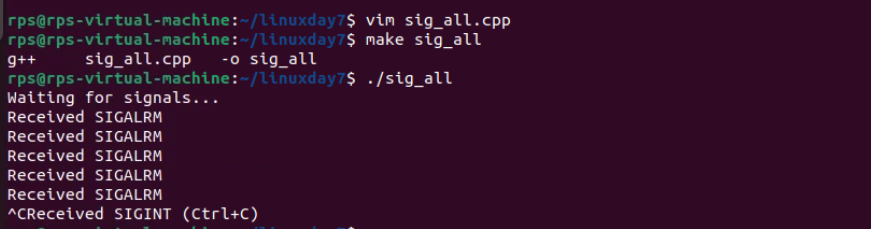 rps@rps-virtual-machine:~/linuxday7$ vim sig_all.cpp
rps@rps-virtual-machine:~/linuxday7$ make sig_all
g++     sig_all.cpp   -o sig_all
rps@rps-virtual-machine:~/linuxday7$ ./sig_all
Waiting for signals...
Received SIGALRM
Received SIGALRM
Received SIGALRM
Received SIGALRM
Received SIGALRM
^CReceived SIGINT (Ctrl+C)